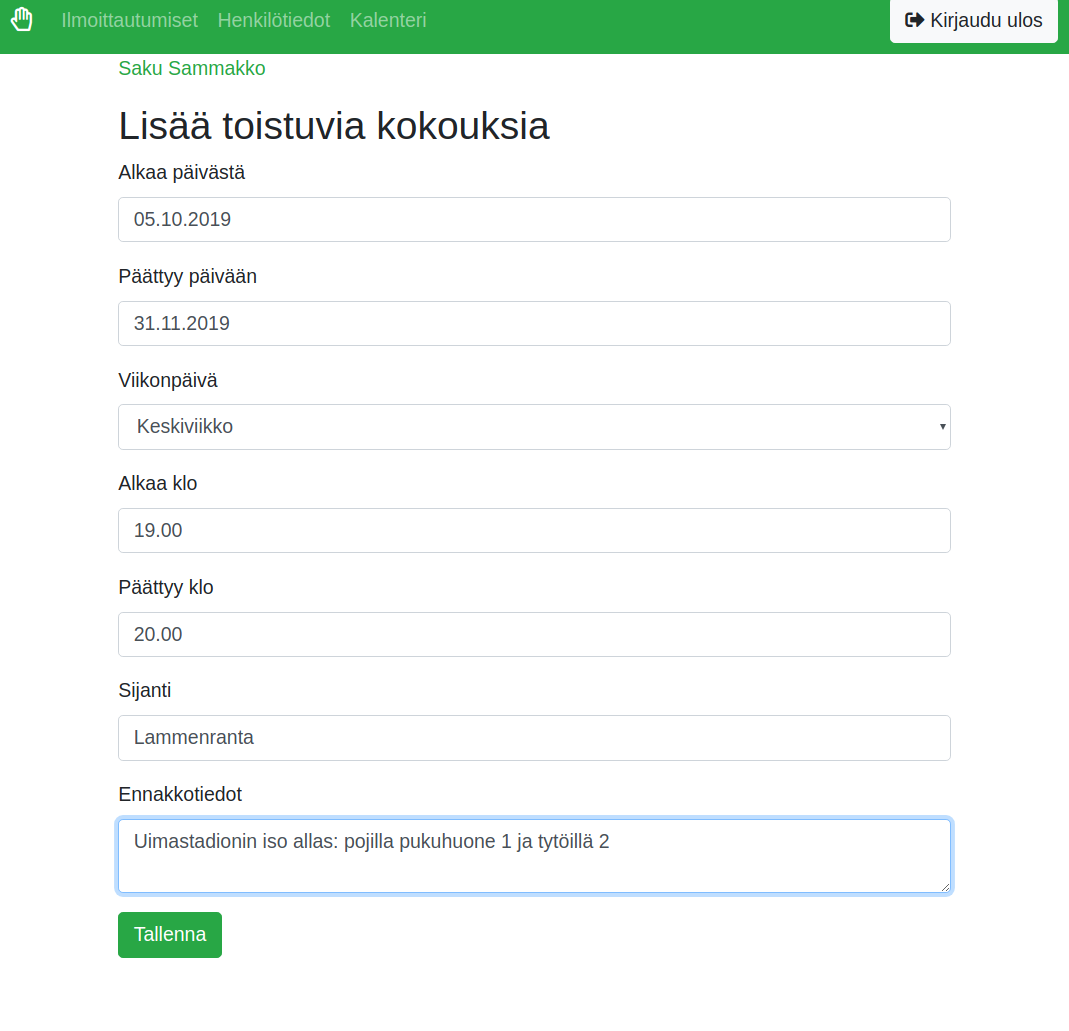 Ilmoittautumiset Henkilötiedot Kalenteri Kirjaudu ulos
Saku Sammakko
Lisää toistuvia kokouksia
Alkaa päivästä
05.10.2019
Päättyy päivään
31.11.2019
Viikonpäivä
Keskiviikko
Alkaa klo
19.00
Päättyy klo
20.00
Sijanti
Lammenranta
Ennakkotiedot
Uimastadionin iso allas: pojilla pukuhuone 1 ja tytöillä 2
Tallenna